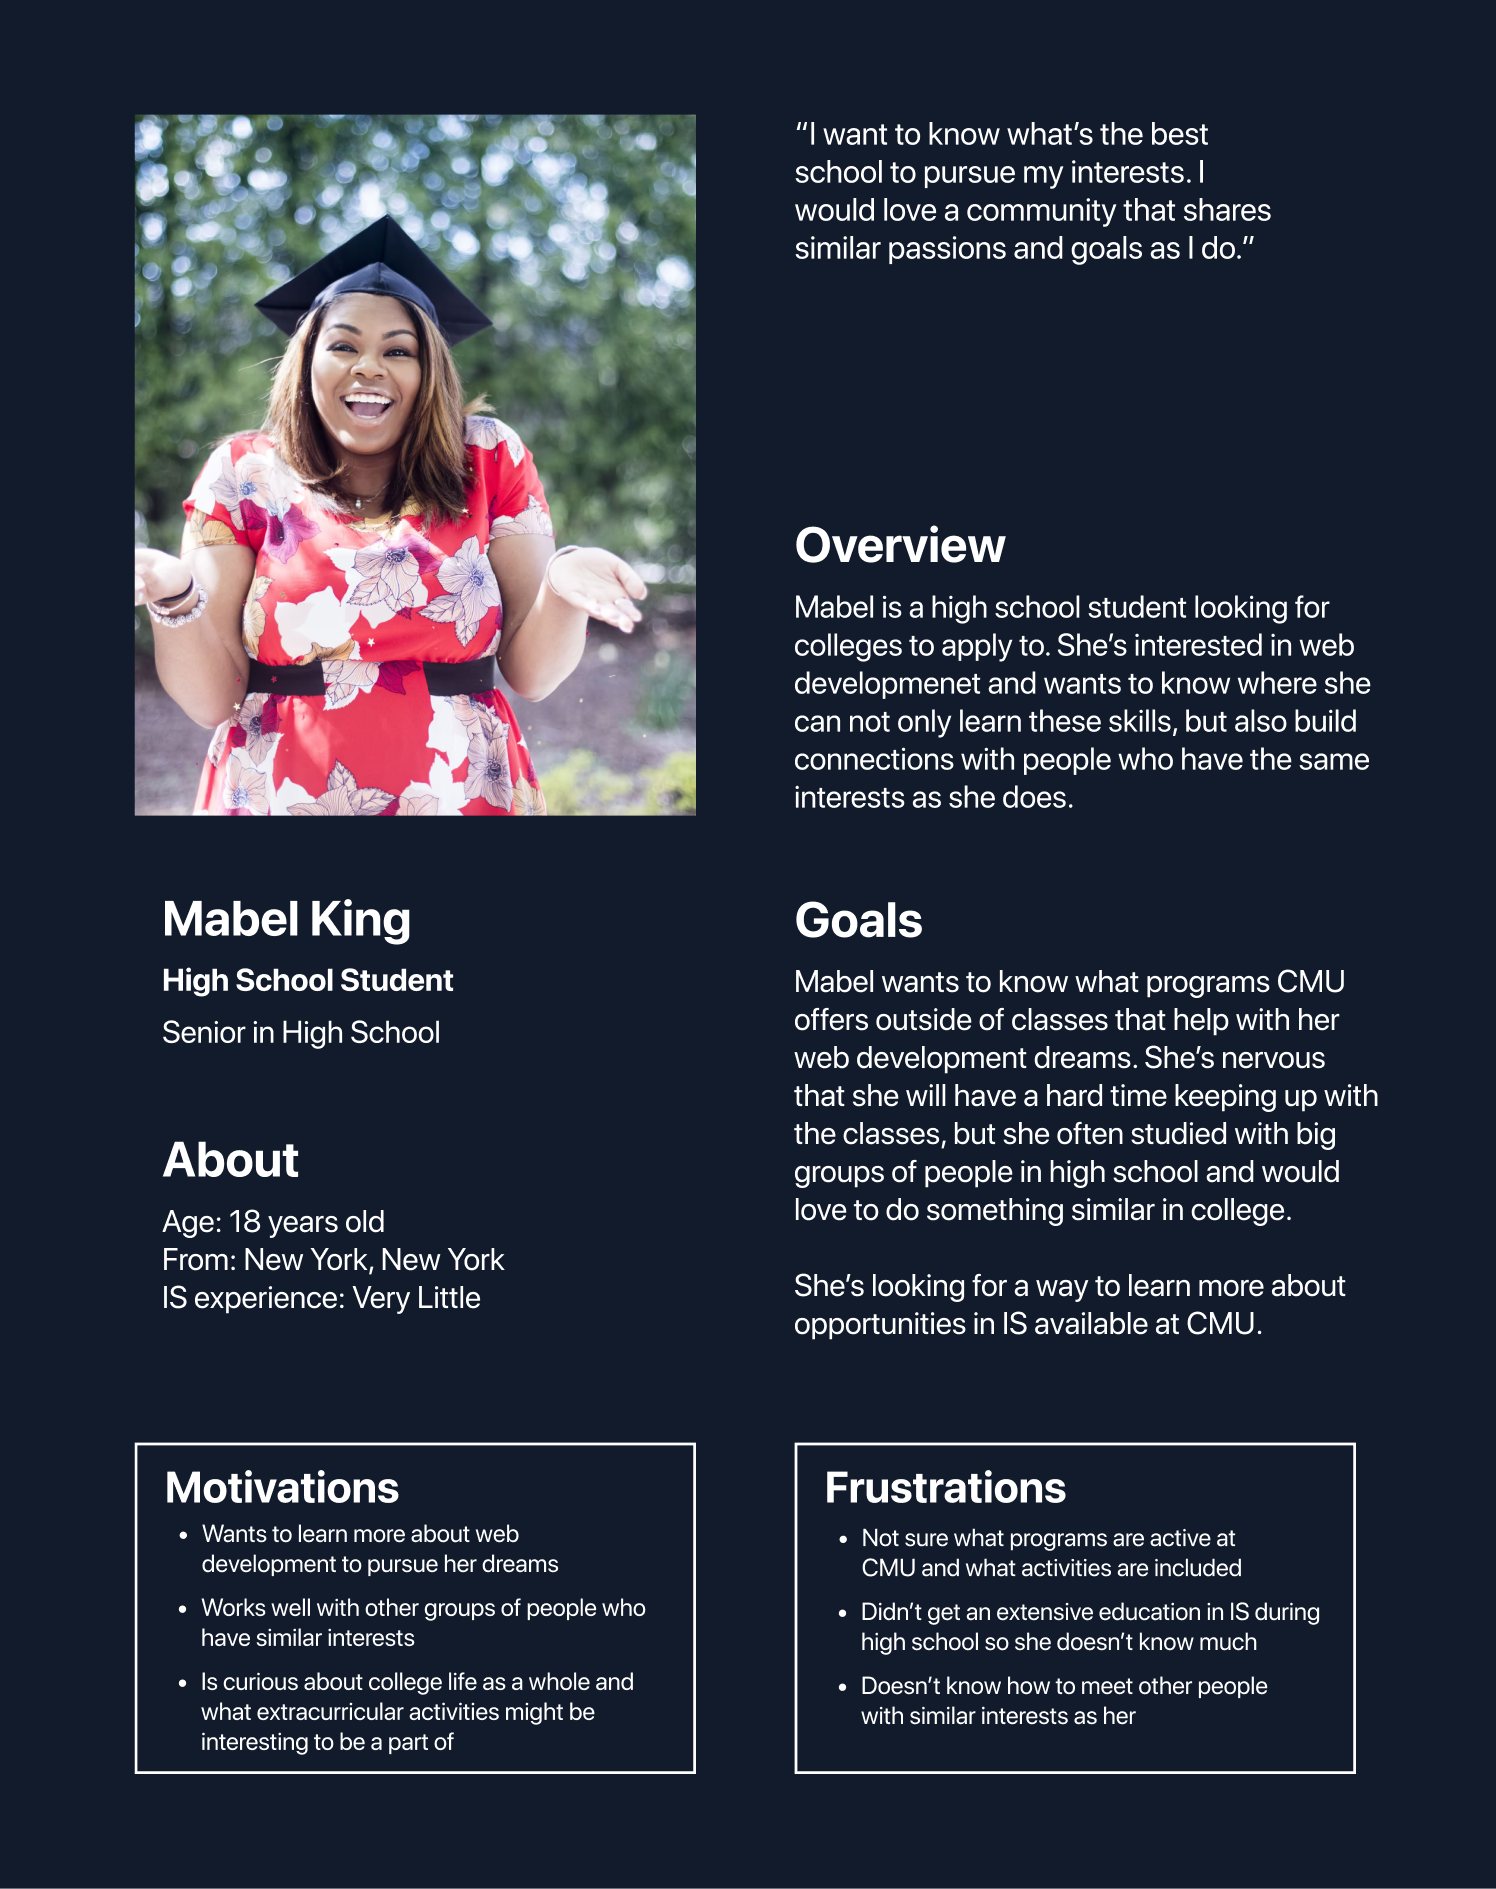 “I want to know what’s the best
school to pursue my interests. I
would love a community that shares
similar passions and goals as I do.”
Overview
Mabel is a high school student looking for
colleges to apply to. She’s interested in web
developmenet and wants to know where she
can not only learn these skills, but also build
connections with people who have the same
interests as she does.
Mabel King
High School Student
Senior in High School
About
Age: 18 years old
From: New York, New York
IS experience: Very Little
Goals
Mabel wants to know what programs CMU
offers outside of classes that help with her
web development dreams. She’s nervous
that she will have a hard time keeping up with
the classes, but she often studied with big
groups of people in high school and would
love to do something similar in college.
She’s looking for a way to learn more about
opportunities in IS available at CMU.
Motivations
• Wants to learn more about web
development to pursue her dreams
• Works well with other groups of people who
have similar interests
• Is curious about college life as a whole and
what extracurricular activities might be
interesting to be a part of
Frustrations
• Not sure what programs are active at
CMU and what activities are included
• Didn’t get an extensive education in IS during
high school so she doesn’t know much
• Doesn’t know how to meet other people
with similar interests as her